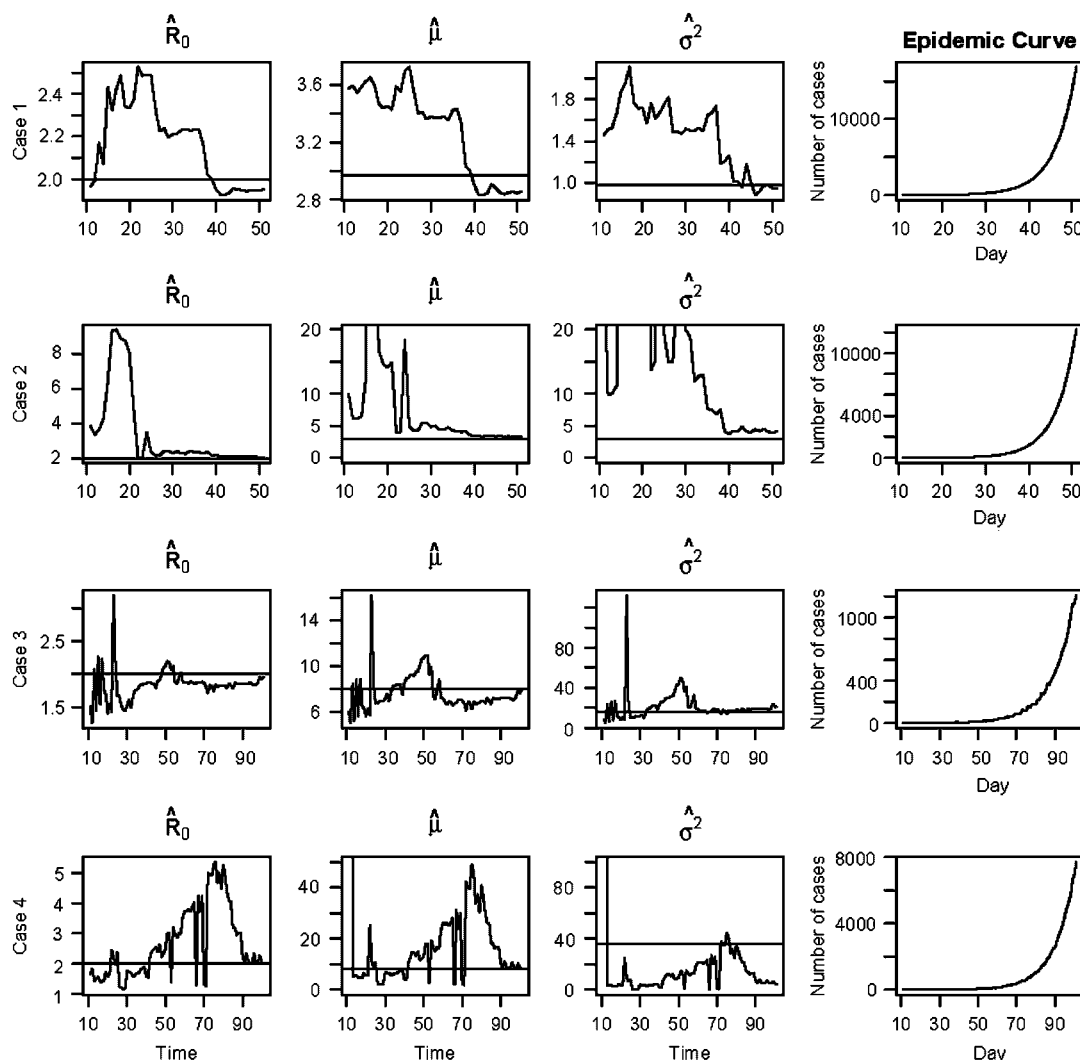 R̂0
Case 1
2.4
2.2
2.0
10 20 30 40 50
μ̂
3.6
3.2
2.8
10 20 30 40 50
σ̂2
1.8
1.4
1.0
10 20 30 40 50
Epidemic Curve
Number of cases
10000
0
10 20 30 40 50
Day
R̂0
Case 2
8
6
4
2
10 20 30 40 50
μ̂
20
10
5
0
10 20 30 40 50
σ̂2
20
10
5
0
10 20 30 40 50
Number of cases
10000
4000
0
10 20 30 40 50
Day
R̂0
Case 3
2.5
1.5
10 30 50 70 90
μ̂
14
10
8
6
10 30 50 70 90
σ̂2
80
40
20
0
10 30 50 70 90
Number of cases
1000
400
0
10 30 50 70 90
Day
R̂0
Case 4
5
4
3
2
1
10 30 50 70 90
Time
μ̂
40
20
10
0
10 30 50 70 90
Time
σ̂2
80
40
20
0
10 30 50 70 90
Time
Number of cases
8000
4000
0
10 30 50 70 90
Day